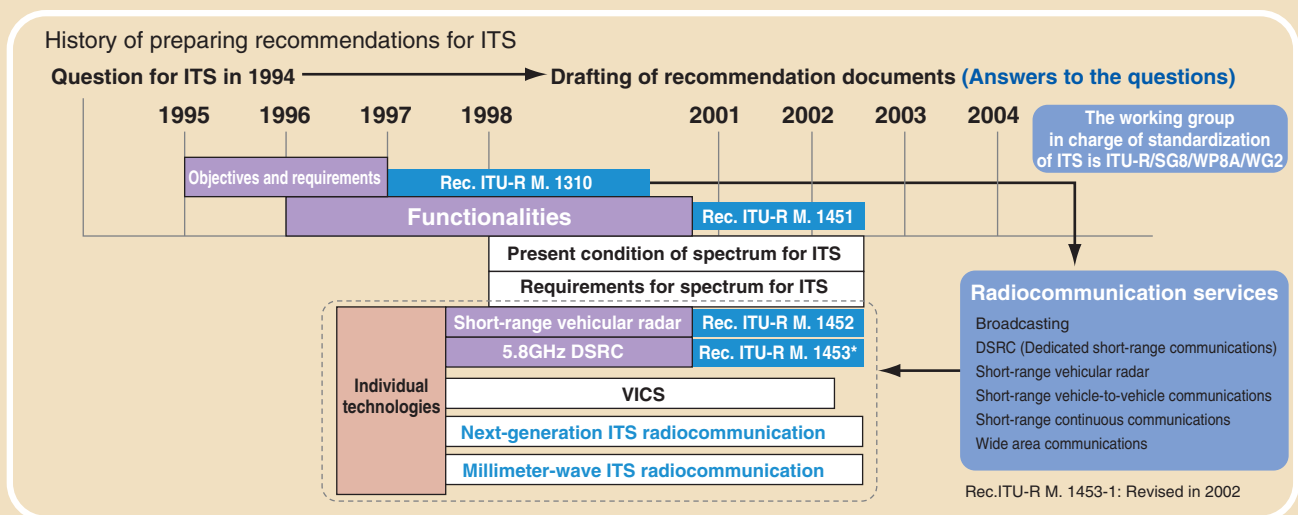 History of preparing recommendations for ITS
Question for ITS in 1994
Drafting of recommendation documents (Answers to the questions)
1995 1996 1997 1998 2001 2002 2003 2004
The working group
in charge of standardization
of ITS is ITU-R/SG8/WP8A/WG2
Objectives and requirements
Rec. ITU-R M. 1310
Functionalities
Rec. ITU-R M. 1451
Present condition of spectrum for ITS
Requirements for spectrum for ITS
Individual
technologies
Short-range vehicular radar
Rec. ITU-R M. 1452
5.8GHz DSRC
Rec. ITU-R M. 1453*
VICS
Next-generation ITS radiocommunication
Millimeter-wave ITS radiocommunication
Radiocommunication services
Broadcasting
DSRC (Dedicated short-range communications)
Short-range vehicular radar
Short-range vehicle-to-vehicle communications
Short-range continuous communications
Wide area communications
Rec.ITU-R M. 1453-1: Revised in 2002